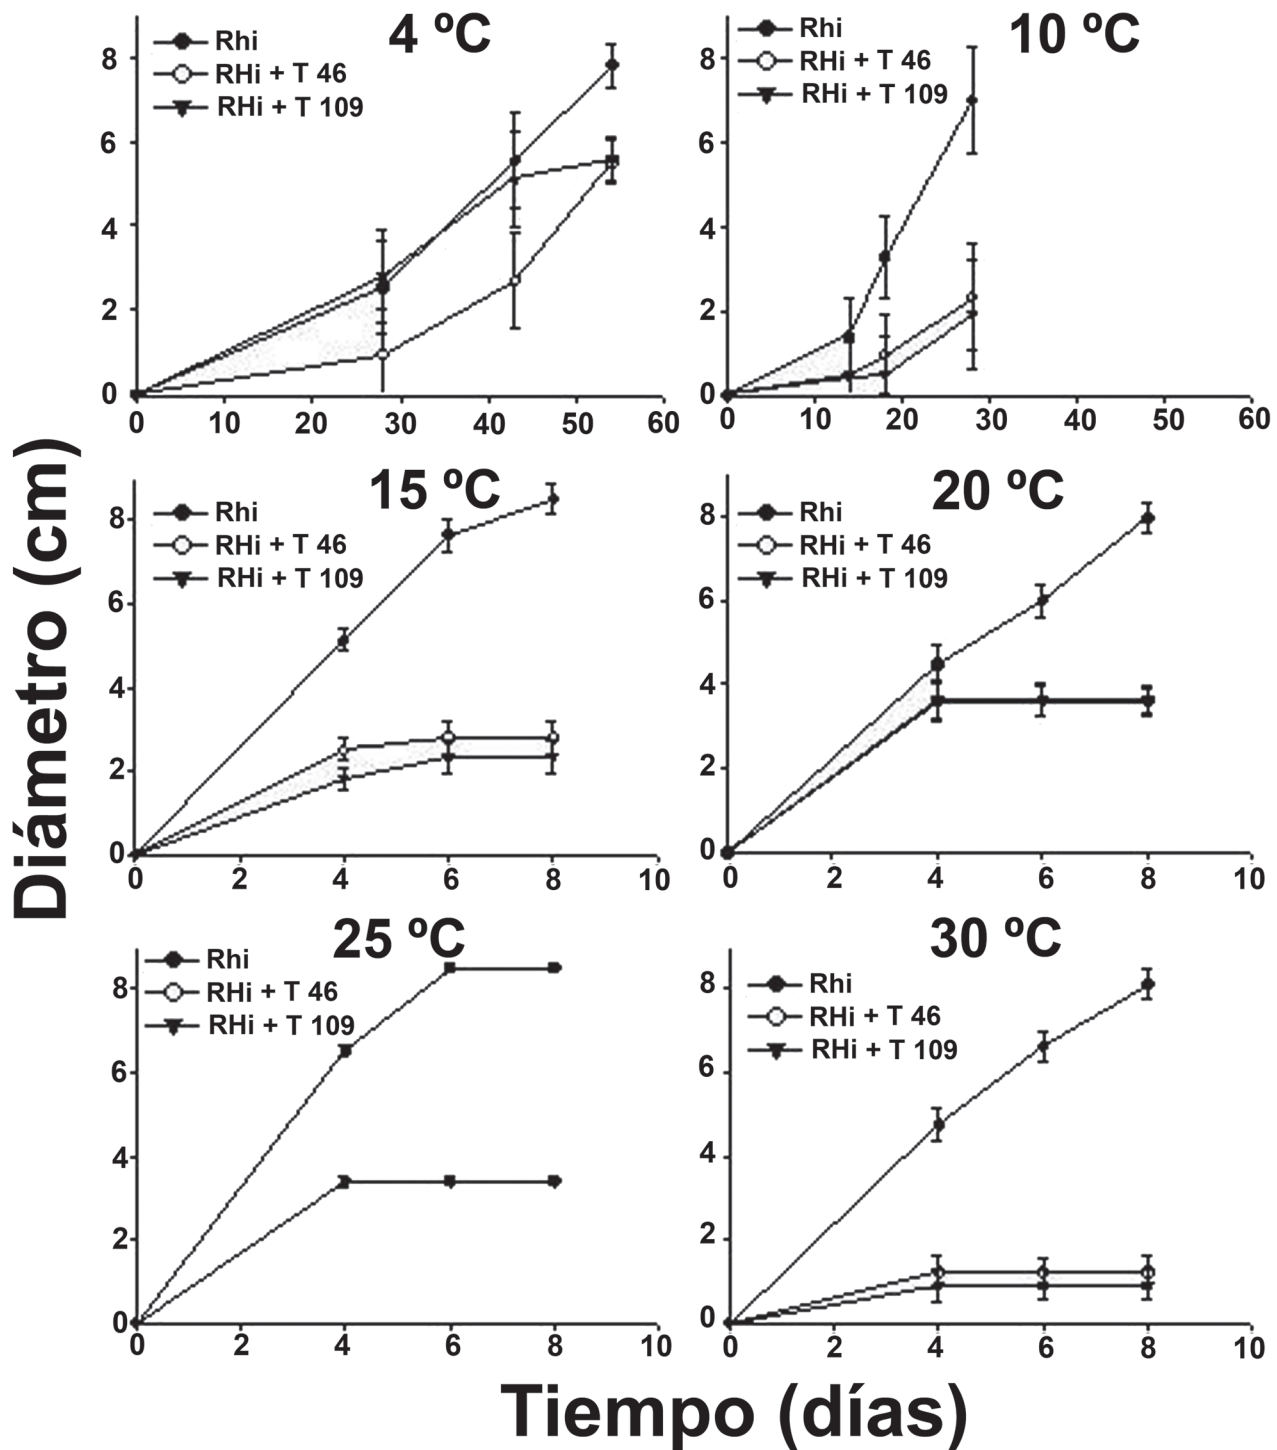 4 ºC
Rhi
RHi + T 46
RHi + T 109
8
6
4
2
0
0 10 20 30 40 50 60
10 ºC
Rhi
RHi + T 46
RHi + T 109
8
6
4
2
0
0 10 20 30 40 50 60
Diámetro (cm)
15 ºC
Rhi
RHi + T 46
RHi + T 109
8
6
4
2
0
0 2 4 6 8 10
20 ºC
Rhi
RHi + T 46
RHi + T 109
8
6
4
2
0
0 2 4 6 8 10
25 ºC
Rhi
RHi + T 46
RHi + T 109
8
6
4
2
0
0 2 4 6 8 10
30 ºC
Rhi
RHi + T 46
RHi + T 109
8
6
4
2
0
0 2 4 6 8 10
Tiempo (días)